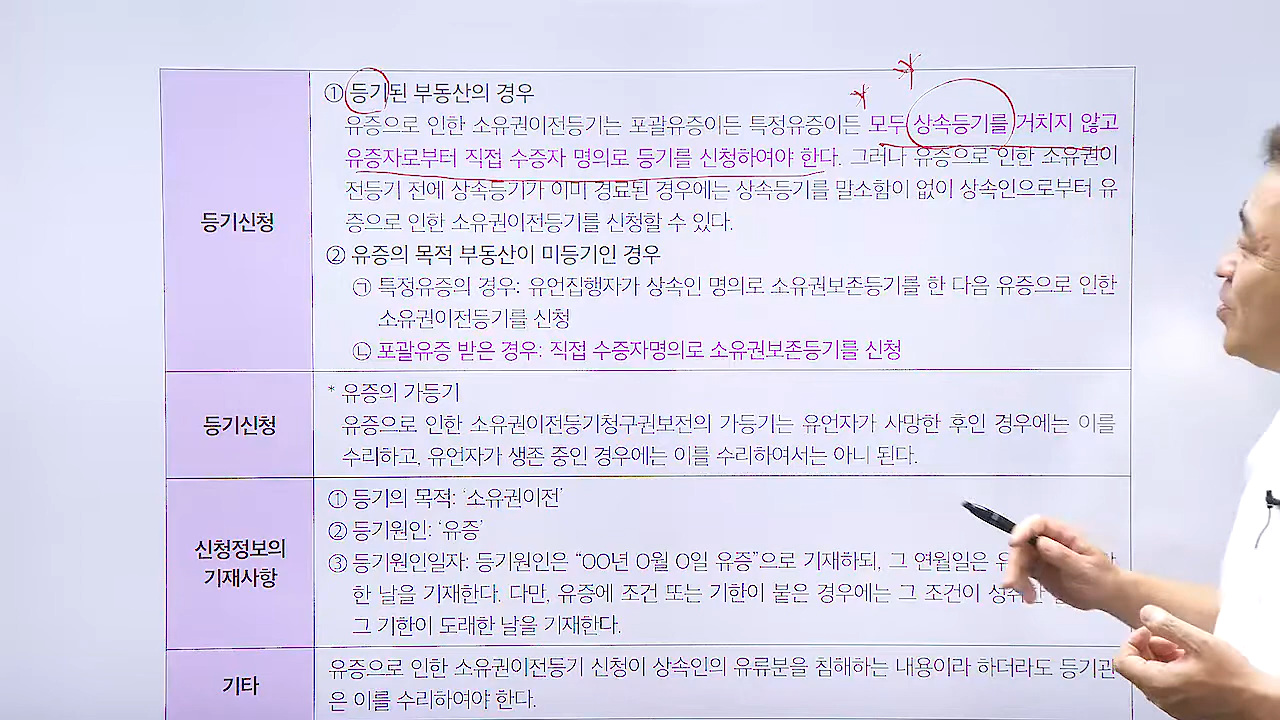 등기신청
① 등기된 부동산의 경우
유증으로 인한 소유권이전등기는 포괄유증이든 특정유증이든 모두 상속등기를 거치지 않고
유증자로부터 직접 수증자 명의로 등기를 신청하여야 한다. 그러나 유증으로 인한 소유권이
전등기 전에 상속등기가 이미 경료된 경우에는 상속등기를 말소함이 없이 상속인으로부터 유
증으로 인한 소유권이전등기를 신청할 수 있다.
② 유증의 목적 부동산이 미등기인 경우
㉠ 특정유증의 경우: 유언집행자가 상속인 명의로 소유권보존등기를 한 다음 유증으로 인한
소유권이전등기를 신청
㉡ 포괄유증 받은 경우: 직접 수증자명의로 소유권보존등기를 신청
등기신청
* 유증의 가등기
유증으로 인한 소유권이전등기청구권보전의 가등기는 유언자가 사망한 후인 경우에는 이를
수리하고, 유언자가 생존 중인 경우에는 이를 수리하여서는 아니 된다.
신청정보의
기재사항
① 등기의 목적: ‘소유권이전’
② 등기원인: ‘유증’
③ 등기원인일자: 등기원인은 “00년 0월 0일 유증”으로 기재하되, 그 연월일은
한 날을 기재한다. 다만, 유증에 조건 또는 기한이 붙은 경우에는 그 조건이
그 기한이 도래한 날을 기재한다.
기타
유증으로 인한 소유권이전등기 신청이 상속인의 유류분을 침해하는 내용이라 하더라도 등기관
은 이를 수리하여야 한다.